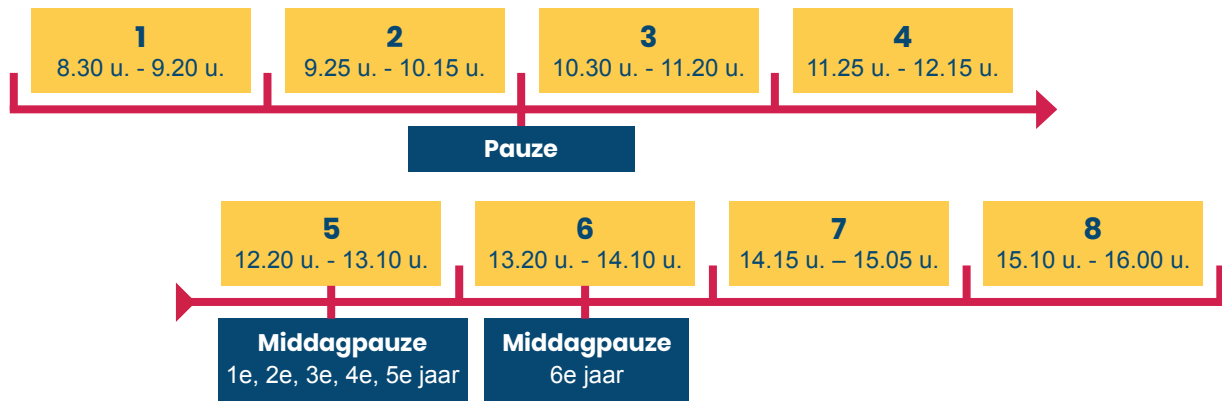 1
8.30 u. - 9.20 u.
2
9.25 u. - 10.15 u.
3
10.30 u. - 11.20 u.
4
11.25 u. - 12.15 u.
Pauze
5
12.20 u. - 13.10 u.
6
13.20 u. - 14.10 u.
7
14.15 u. – 15.05 u.
8
15.10 u. - 16.00 u.
Middagpauze
1e, 2e, 3e, 4e, 5e jaar
Middagpauze
6e jaar